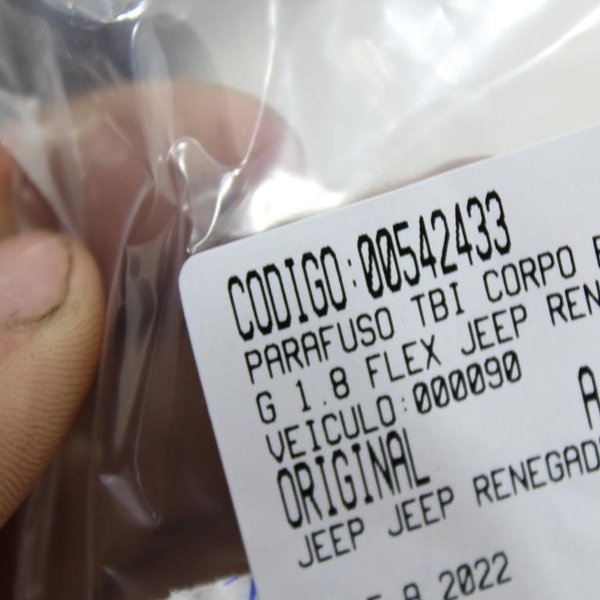 CODIGO:00542433
PARAFUSO TBI CORPO
G 1.8 FLEX JEEP REN
VEICULO:000090
ORIGINAL
JEEP JEEP RENEGAD
2022